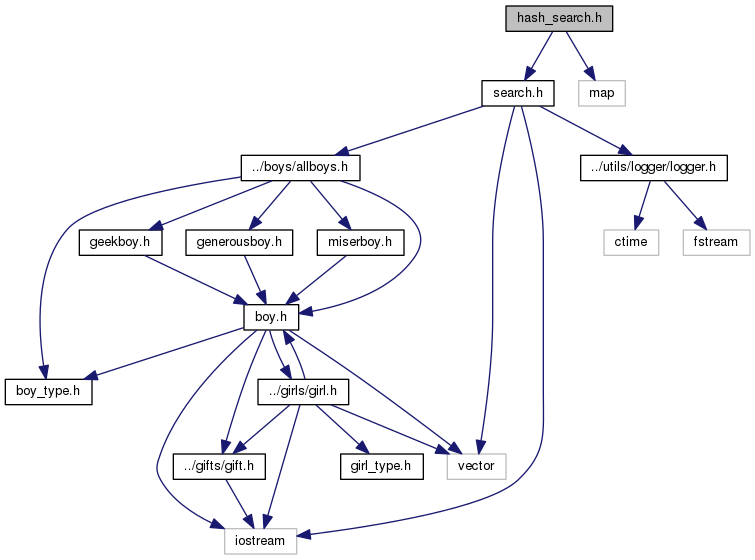 hash_search.h
search.h
map
../boys/allboys.h
../utils/logger/logger.h
geekboy.h
generousboy.h
miserboy.h
ctime
fstream
boy.h
boy_type.h
../girls/girl.h
../gifts/gift.h
girl_type.h
vector
iostream